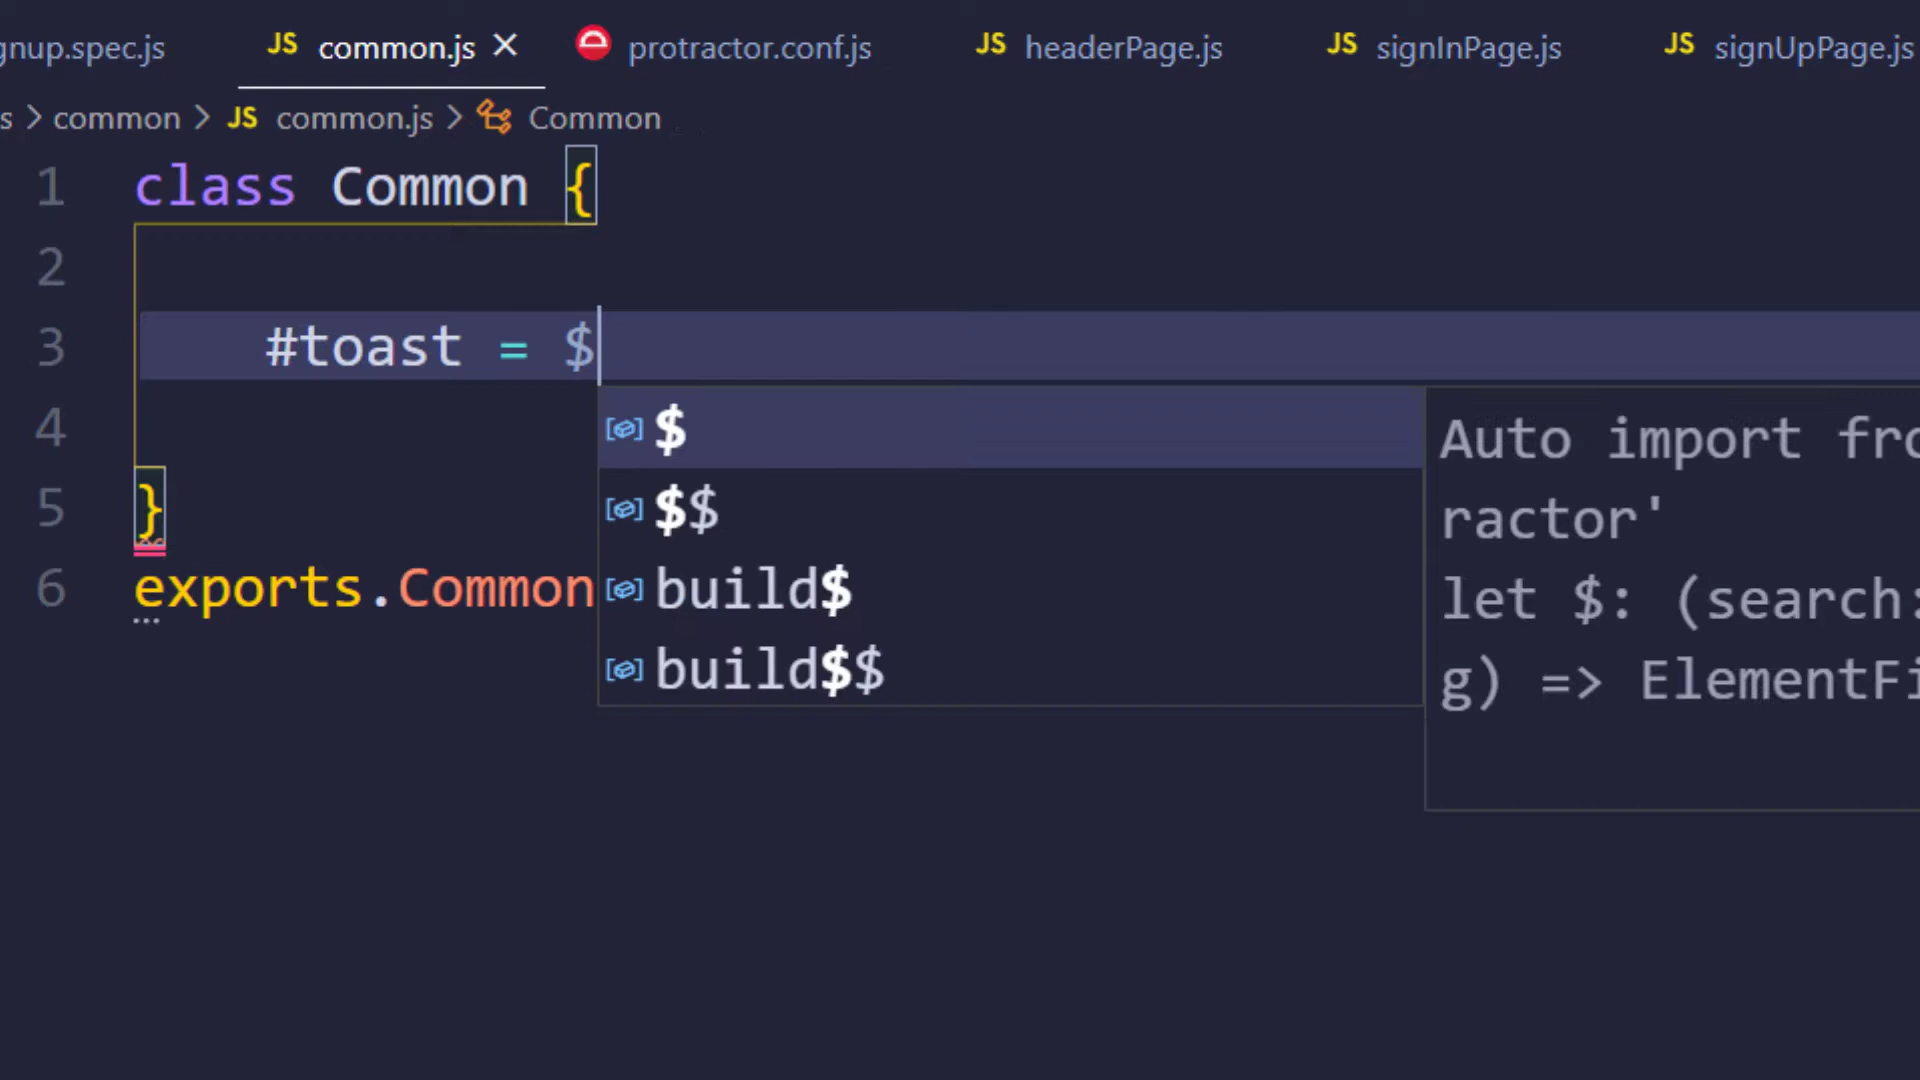 gnup.spec.js JS common.js × protractor.conf.js JS headerPage.js JS signInPage.js JS signUpPage.js
s > common > JS common.js > Common
1 class Common {
2
3 #toast = $
4
5 }
6 exports.Common
$
$$
build$
build$$
Auto import fro
ractor'
let $: (search:
g) => ElementFi